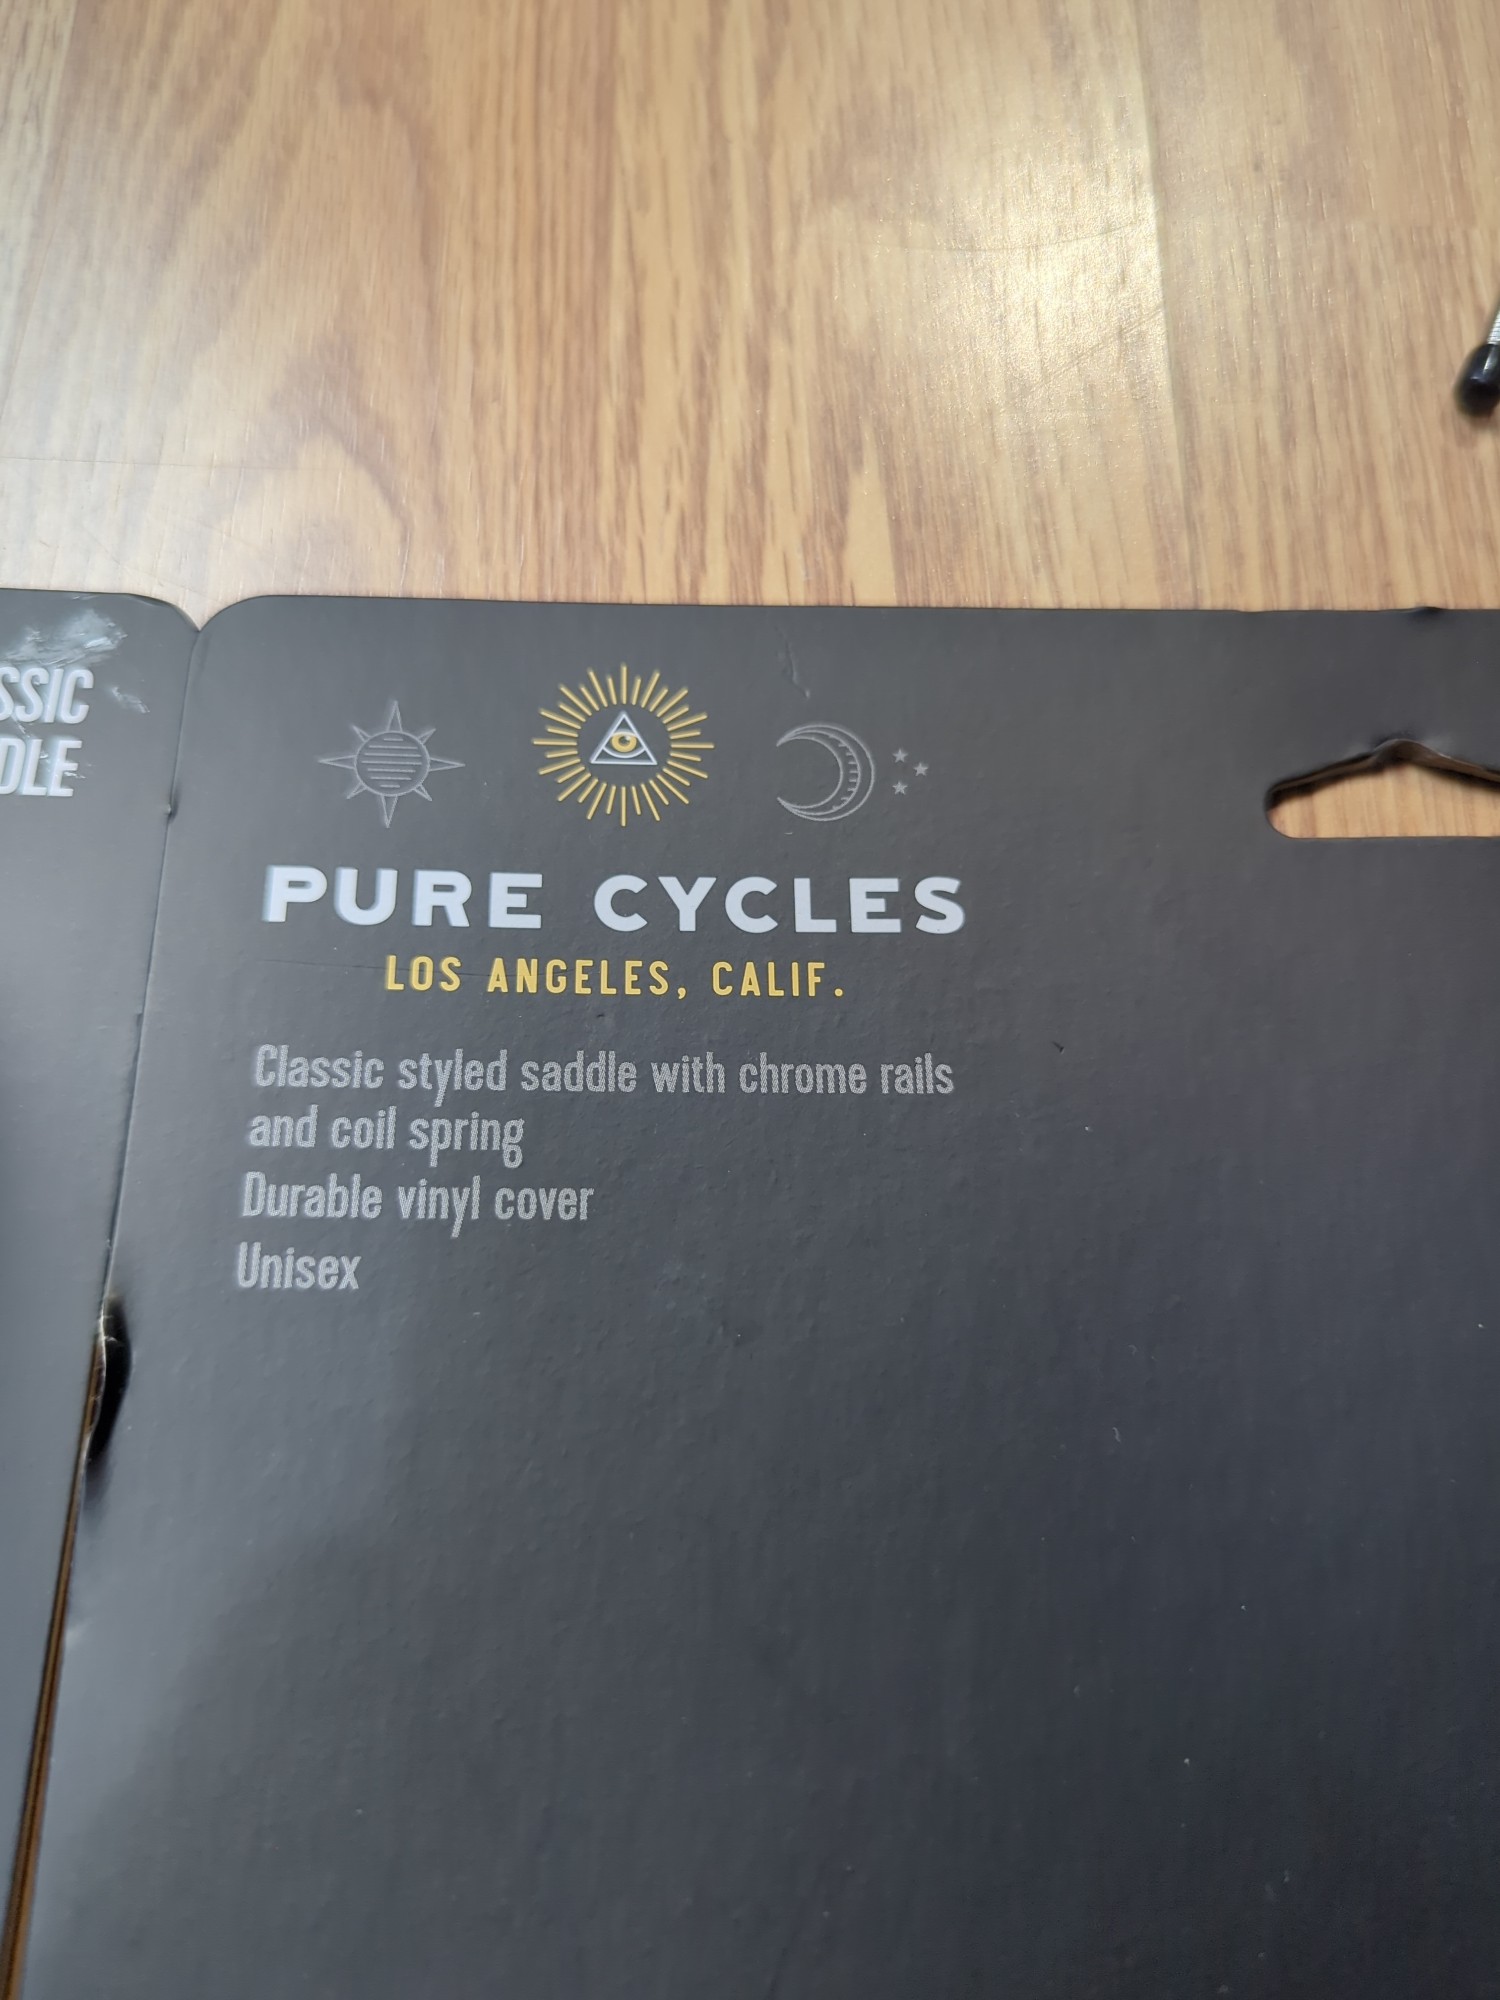 PURE CYCLES
LOS ANGELES, CALIF.
Classic styled saddle with chrome rails
and coil spring
Durable vinyl cover
Unisex
SSIC
DLE